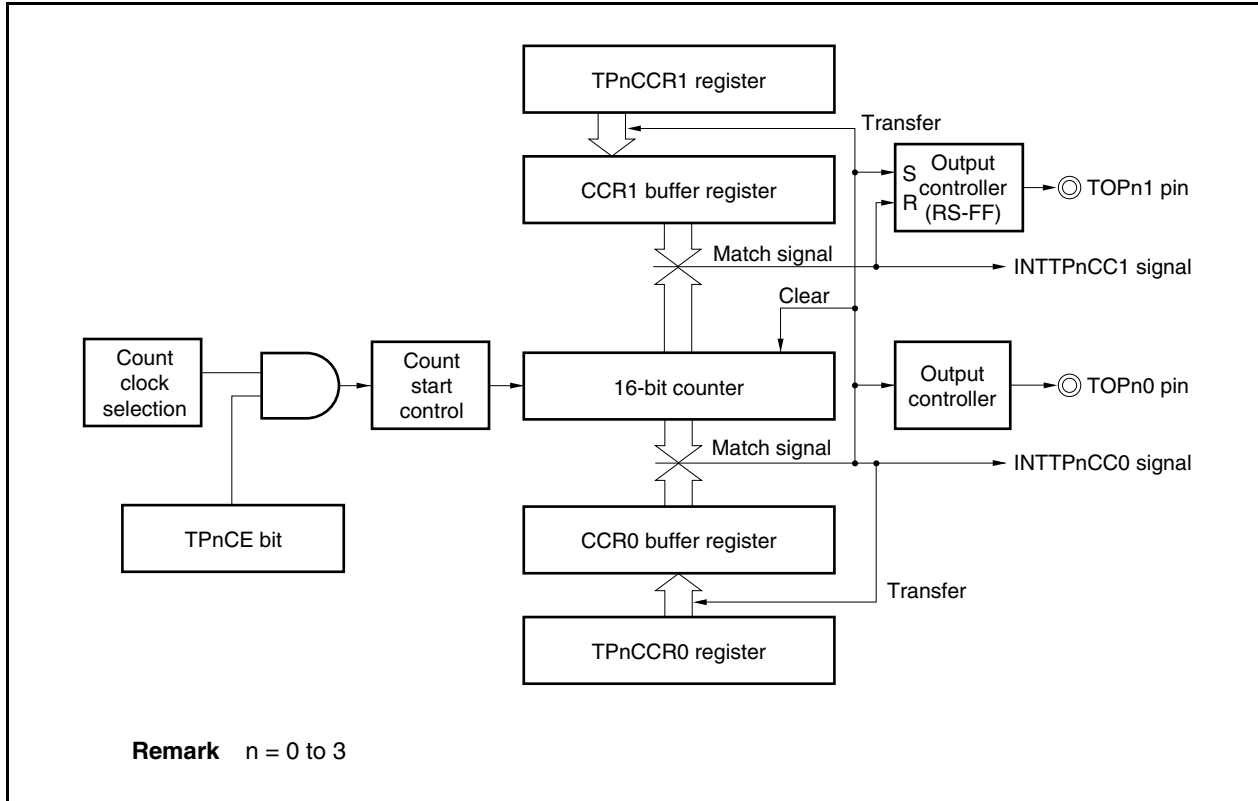 TPnCCR1 register
Transfer
CCR1 buffer register
S
R
Output
controller
(RS-FF)
TOPn1 pin
Match signal
INTTPnCC1 signal
Clear
Count
clock
selection
Count
start
control
16-bit counter
Output
controller
TOPn0 pin
Match signal
INTTPnCC0 signal
TPnCE bit
CCR0 buffer register
Transfer
TPnCCR0 register
Remark n = 0 to 3